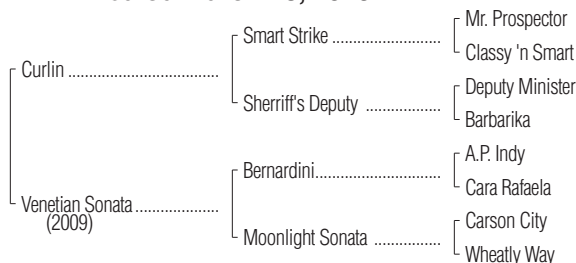 Mr. Prospector
Smart Strike ........................
Classy 'n Smart
Curlin ..................................
Deputy Minister
Sherriff's Deputy ................
Barbarika
A.P. Indy
Bernardini...........................
Cara Rafaela
Venetian Sonata ...................
(2009)
Carson City
Moonlight Sonata ..............
Wheatly Way